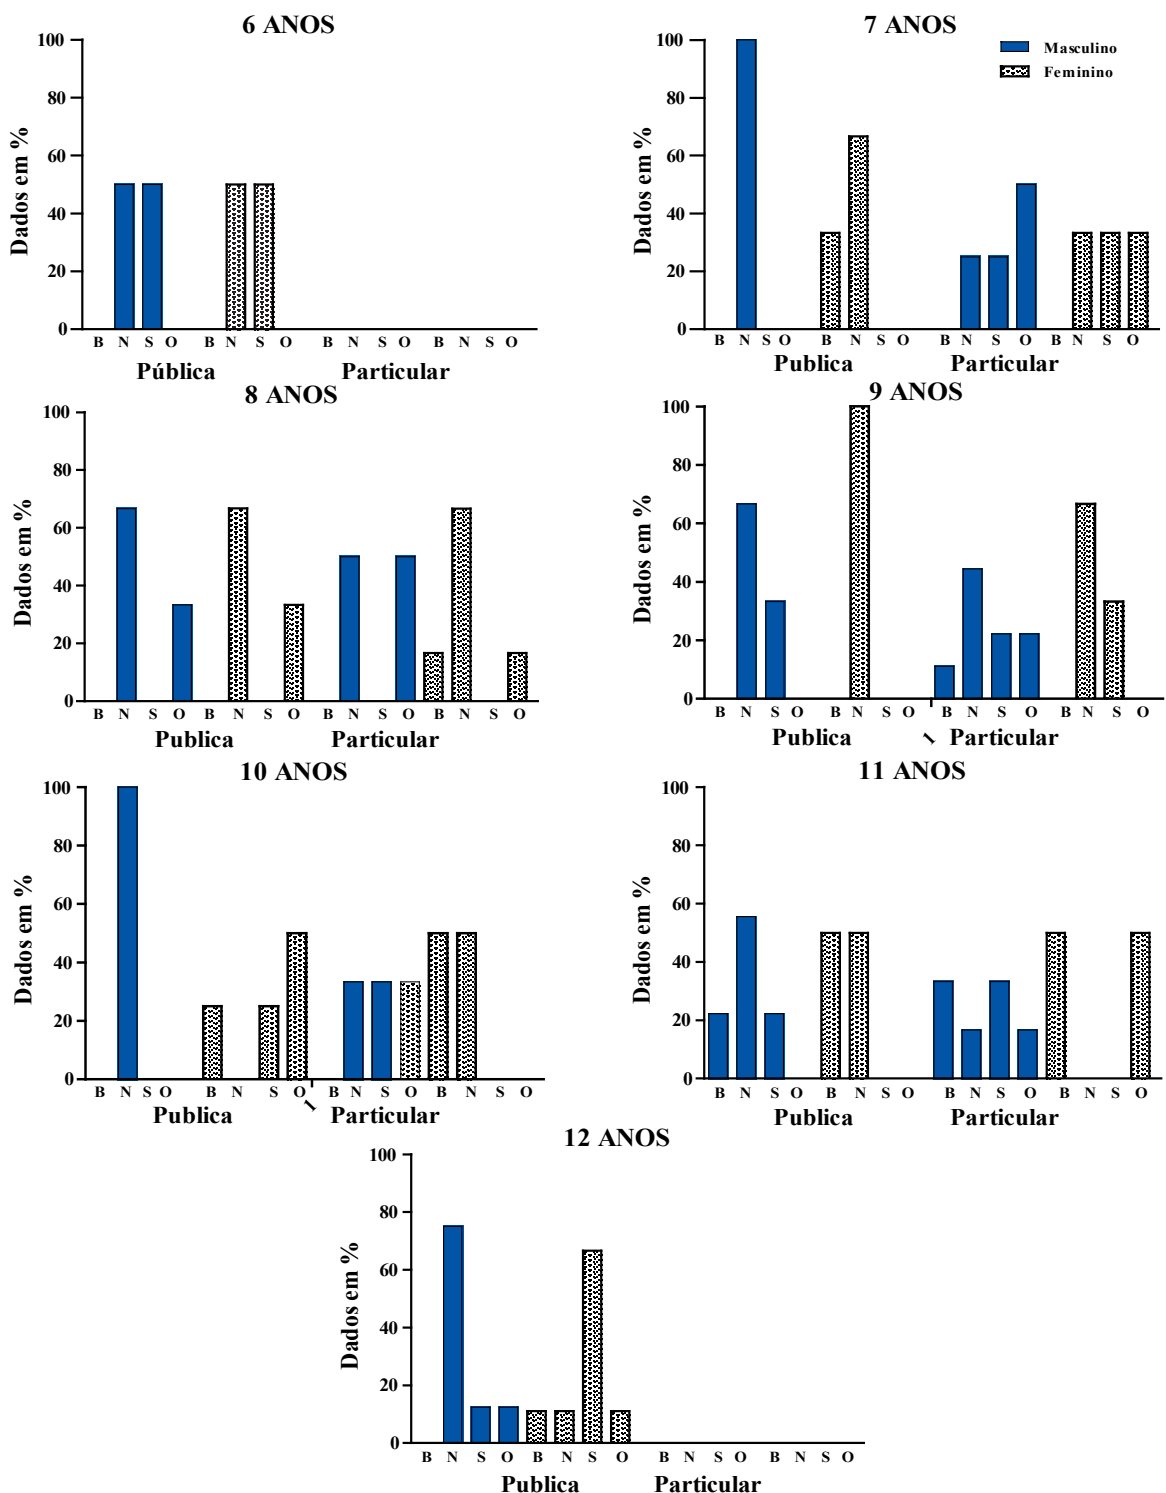 6 ANOS
Dados em %
100
80
60
40
20
0
B N S O B N S O B N S O B N S O
Pública Particular
7 ANOS
Masculino
Feminino
Dados em %
100
80
60
40
20
0
B N S O B N S O B N S O B N S O
Publica Particular
8 ANOS
Dados em %
100
80
60
40
20
0
B N S O B N S O B N S O B N S O
Publica Particular
9 ANOS
Dados em %
100
80
60
40
20
0
B N S O B N S O B N S O B N S O
Publica 1 Particular
10 ANOS
Dados em %
100
80
60
40
20
0
B N S O B N S O B N S O B N S O
Publica 1 Particular
11 ANOS
Dados em %
100
80
60
40
20
0
B N S O B N S O B N S O B N S O
Publica Particular
12 ANOS
Dados em %
100
80
60
40
20
0
B N S O B N S O B N S O B N S O
Publica Particular